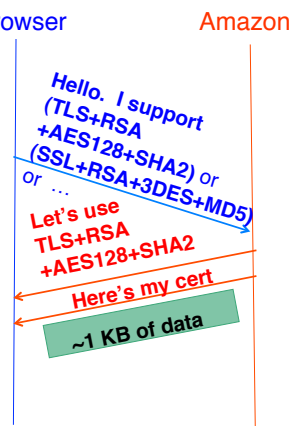 rowser
Amazon
Hello. I support
(TLS+RSA
+AES128+SHA2) or
(SSL+RSA+3DES+MD5)
or ...
Let's use
TLS+RSA
+AES128+SHA2
Here's my cert
~1 KB of data